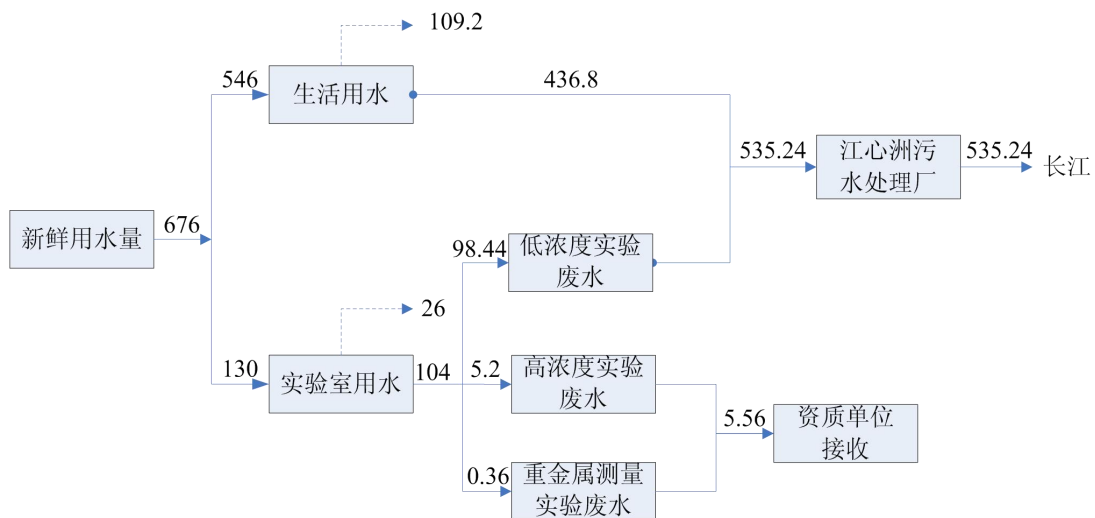 109.2
546
生活用水
436.8
535.24
江心洲污
水处理厂
535.24
长江
新鲜用水量
676
98.44
低浓度实验
废水
26
130
实验室用水
104
5.2
高浓度实验
废水
5.56
资质单位
接收
0.36
重金属测量
实验废水